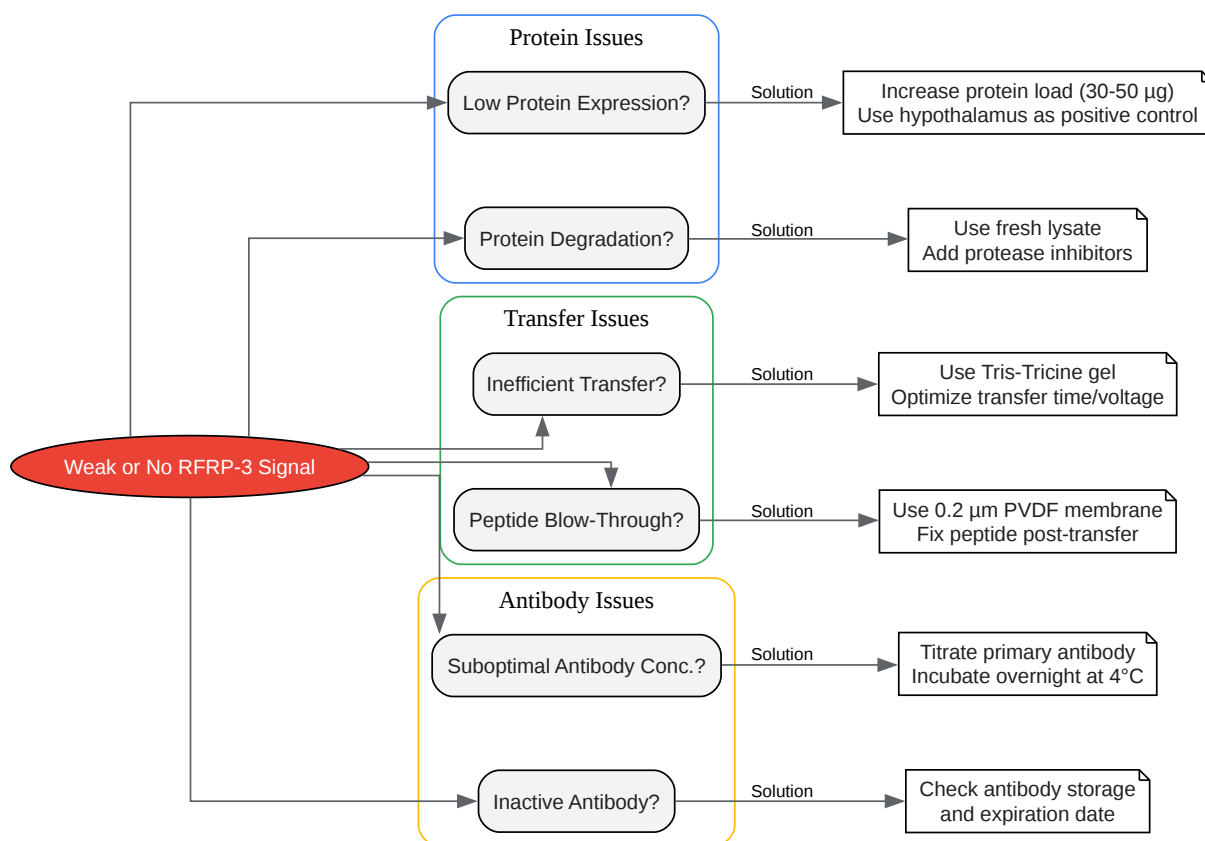 Protein Issues
Low Protein Expression?
Solution
Increase protein load (30-50 µg)
Use hypothalamus as positive control
Protein Degradation?
Solution
Use fresh lysate
Add protease inhibitors
Transfer Issues
Inefficient Transfer?
Solution
Use Tris-Tricine gel
Optimize transfer time/voltage
Weak or No RFRP-3 Signal
Peptide Blow-Through?
Solution
Use 0.2 µm PVDF membrane
Fix peptide post-transfer
Antibody Issues
Suboptimal Antibody Conc.?
Solution
Titrate primary antibody
Incubate overnight at 4°C
Inactive Antibody?
Solution
Check antibody storage
and expiration date